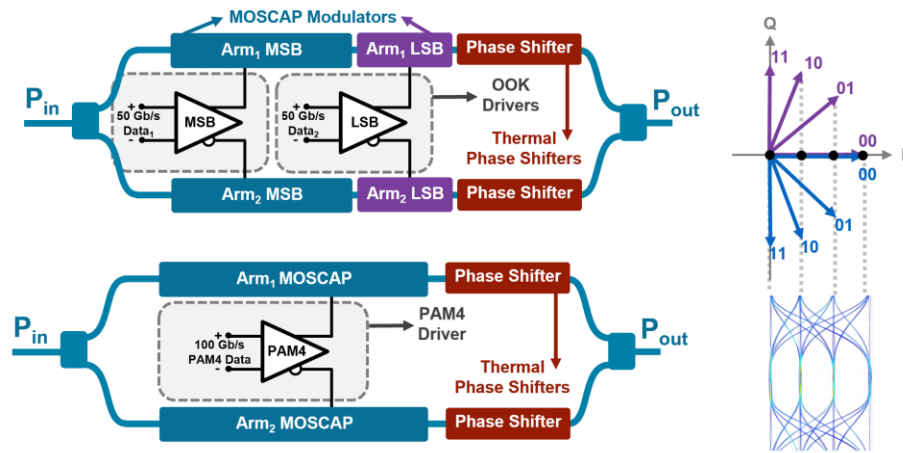 MOSCAP Modulators
Arm1 MSB
Arm1 LSB
Phase Shifter
Pin
+
50 Gb/s
Data1
-
MSB
+
50 Gb/s
Data2
-
LSB
OOK
Drivers
Thermal
Phase Shifters
Pout
Arm2 MSB
Arm2 LSB
Phase Shifter
Arm1 MOSCAP
Phase Shifter
Pin
+
100 Gb/s
PAM4 Data
-
PAM4
PAM4
Driver
Thermal
Phase Shifters
Pout
Arm2 MOSCAP
Phase Shifter
Q
11
10
01
00
00
01
10
11